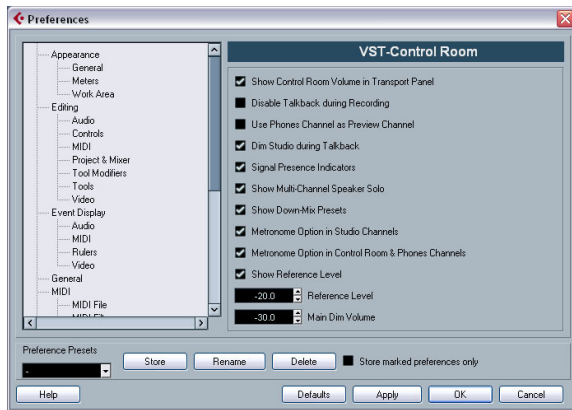 Preferences
Appearance
General
Meters
Work Area
Editing
Audio
Controls
MIDI
Project & Mixer
Tool Modifiers
Tools
Video
Event Display
Audio
MIDI
Rulers
Video
General
MIDI
MIDI File
VST-Control Room
Show Control Room Volume in Transport Panel
Disable Talkback during Recording
Use Phones Channel as Preview Channel
Dim Studio during Talkback
Signal Presence Indicators
Show Multi-Channel Speaker Solo
Show Down-Mix Presets
Metronome Option in Studio Channels
Metronome Option in Control Room & Phones Channels
Show Reference Level
-20.0 Reference Level
-30.0 Main Dim Volume
Preference Presets
-
Store Rename Delete Store marked preferences only
Help Defaults Apply OK Cancel